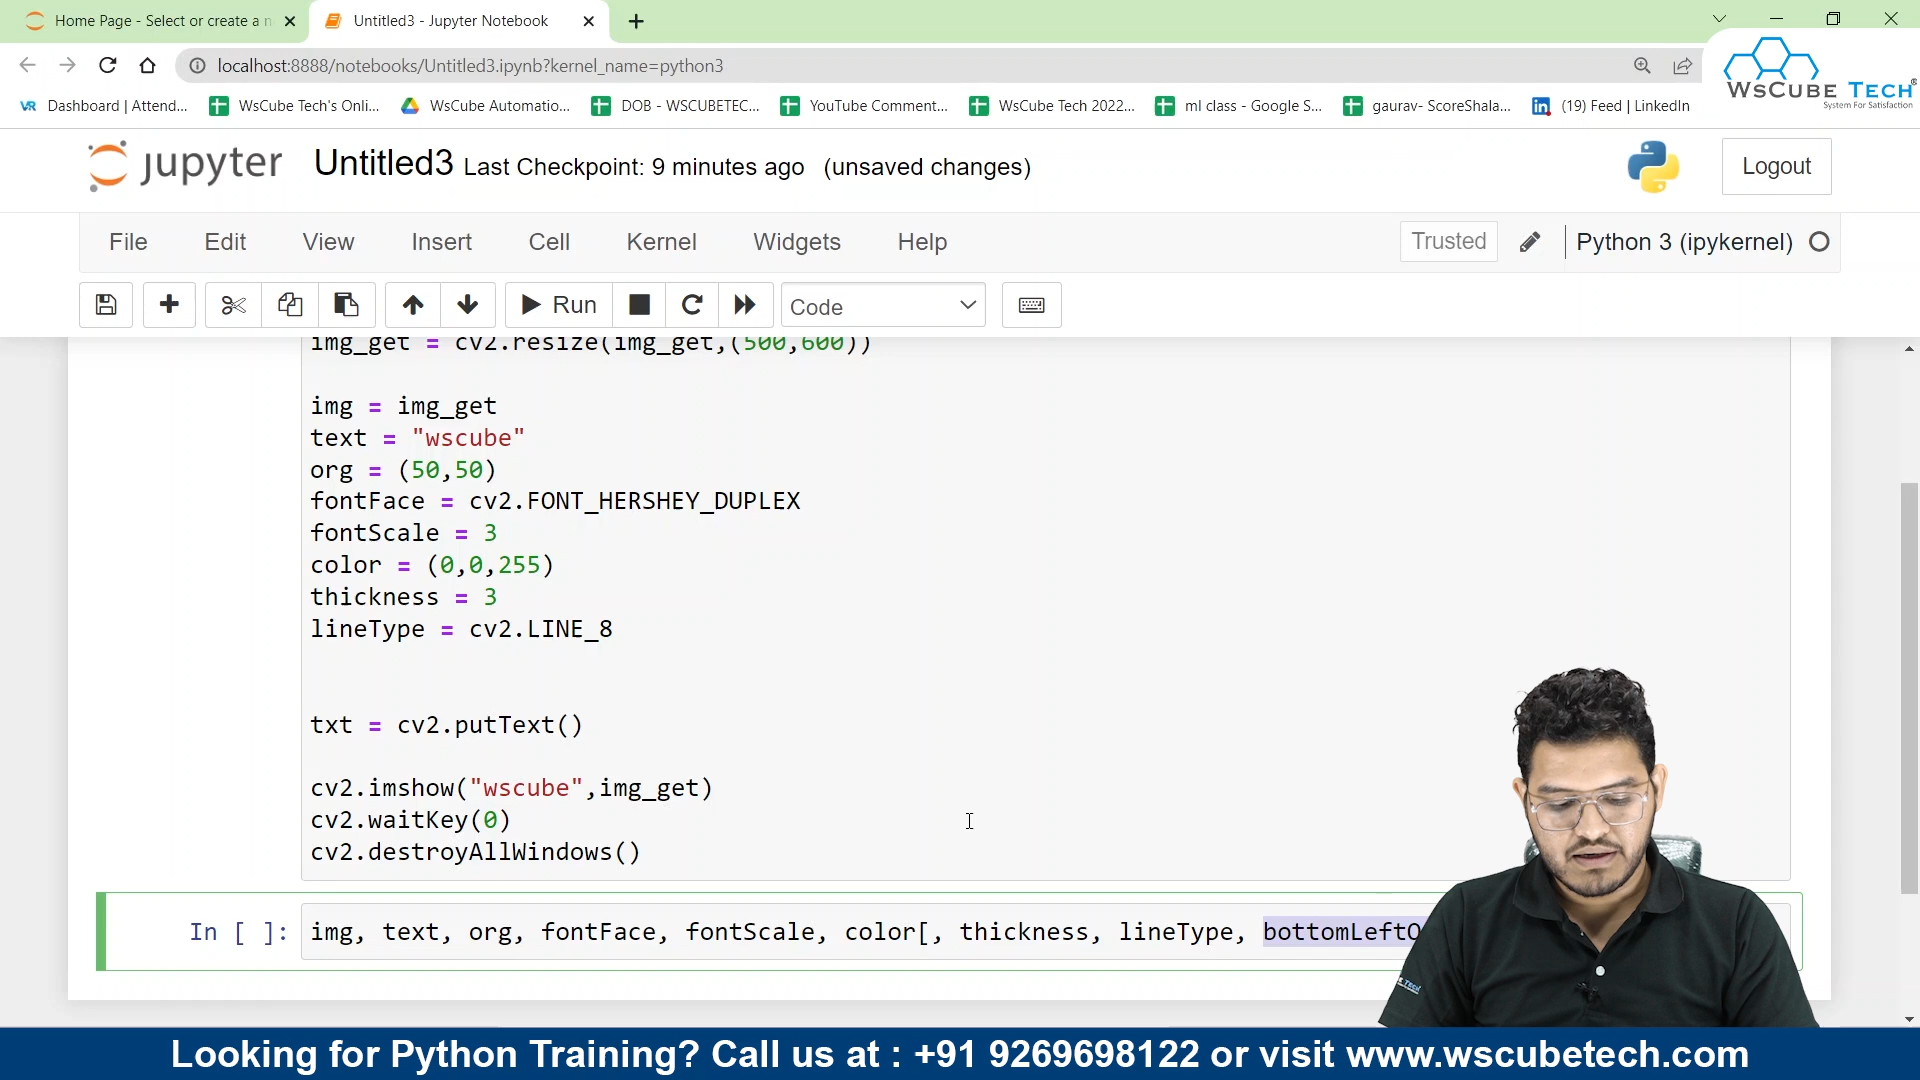 Home Page - Select or create a n
Untitled3 - Jupyter Notebook
localhost:8888/notebooks/Untitled3.ipynb?kernel_name=python3
WSCUBE TECH
System For Satisfaction
VR Dashboard | Attend...
WsCube Tech's Onli...
WsCube Automatio...
DOB - WSCUBETEC...
YouTube Comment...
WsCube Tech 2022...
ml class - Google S...
gaurav- ScoreShala...
(19) Feed | LinkedIn
jupyter Untitled3 Last Checkpoint: 9 minutes ago (unsaved changes)
Logout
File Edit View Insert Cell Kernel Widgets Help
Trusted
Python 3 (ipykernel)
Run
Code
img_get = cv2.resize(img_get,(500,600))
img = img_get
text = "wscube"
org = (50,50)
fontFace = cv2.FONT_HERSHEY_DUPLEX
fontScale = 3
color = (0,0,255)
thickness = 3
lineType = cv2.LINE_8
txt = cv2.putText()
cv2.imshow("wscube",img_get)
cv2.waitKey(0)
cv2.destroyAllWindows()
In [ ]: img, text, org, fontFace, fontScale, color[, thickness, lineType, bottomLeftO
Looking for Python Training? Call us at : +91 9269698122 or visit www.wscubetech.com